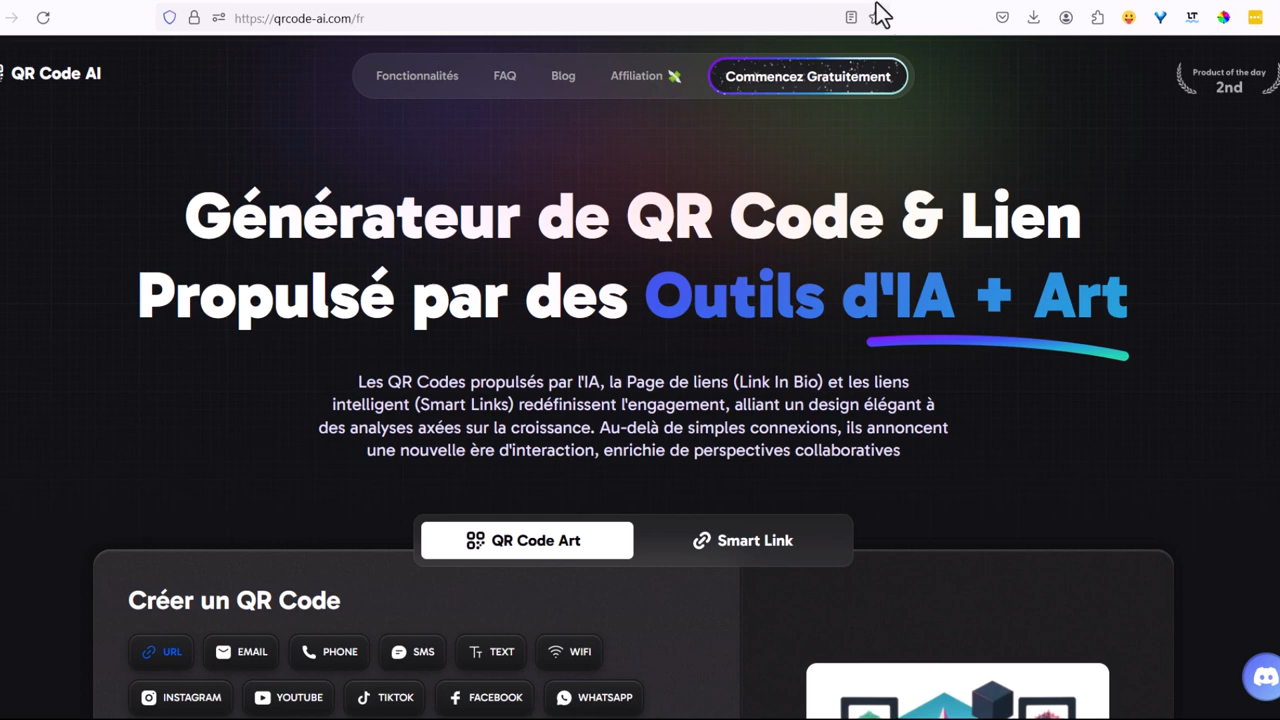 https://qrcode-ai.com/fr
QR Code AI
Fonctionnalités
FAQ
Blog
Affiliation
Commencez Gratuitement
Product of the day
2nd
Générateur de QR Code & Lien
Propulsé par des Outils d'IA + Art
Les QR Codes propulsés par l'IA, la Page de liens (Link In Bio) et les liens
intelligent (Smart Links) redéfinissent l'engagement, alliant un design élégant à
des analyses axées sur la croissance. Au-delà de simples connexions, ils annoncent
une nouvelle ère d'interaction, enrichie de perspectives collaboratives
QR Code Art
Smart Link
Créer un QR Code
URL
EMAIL
PHONE
SMS
TEXT
WIFI
INSTAGRAM
YOUTUBE
TIKTOK
FACEBOOK
WHATSAPP